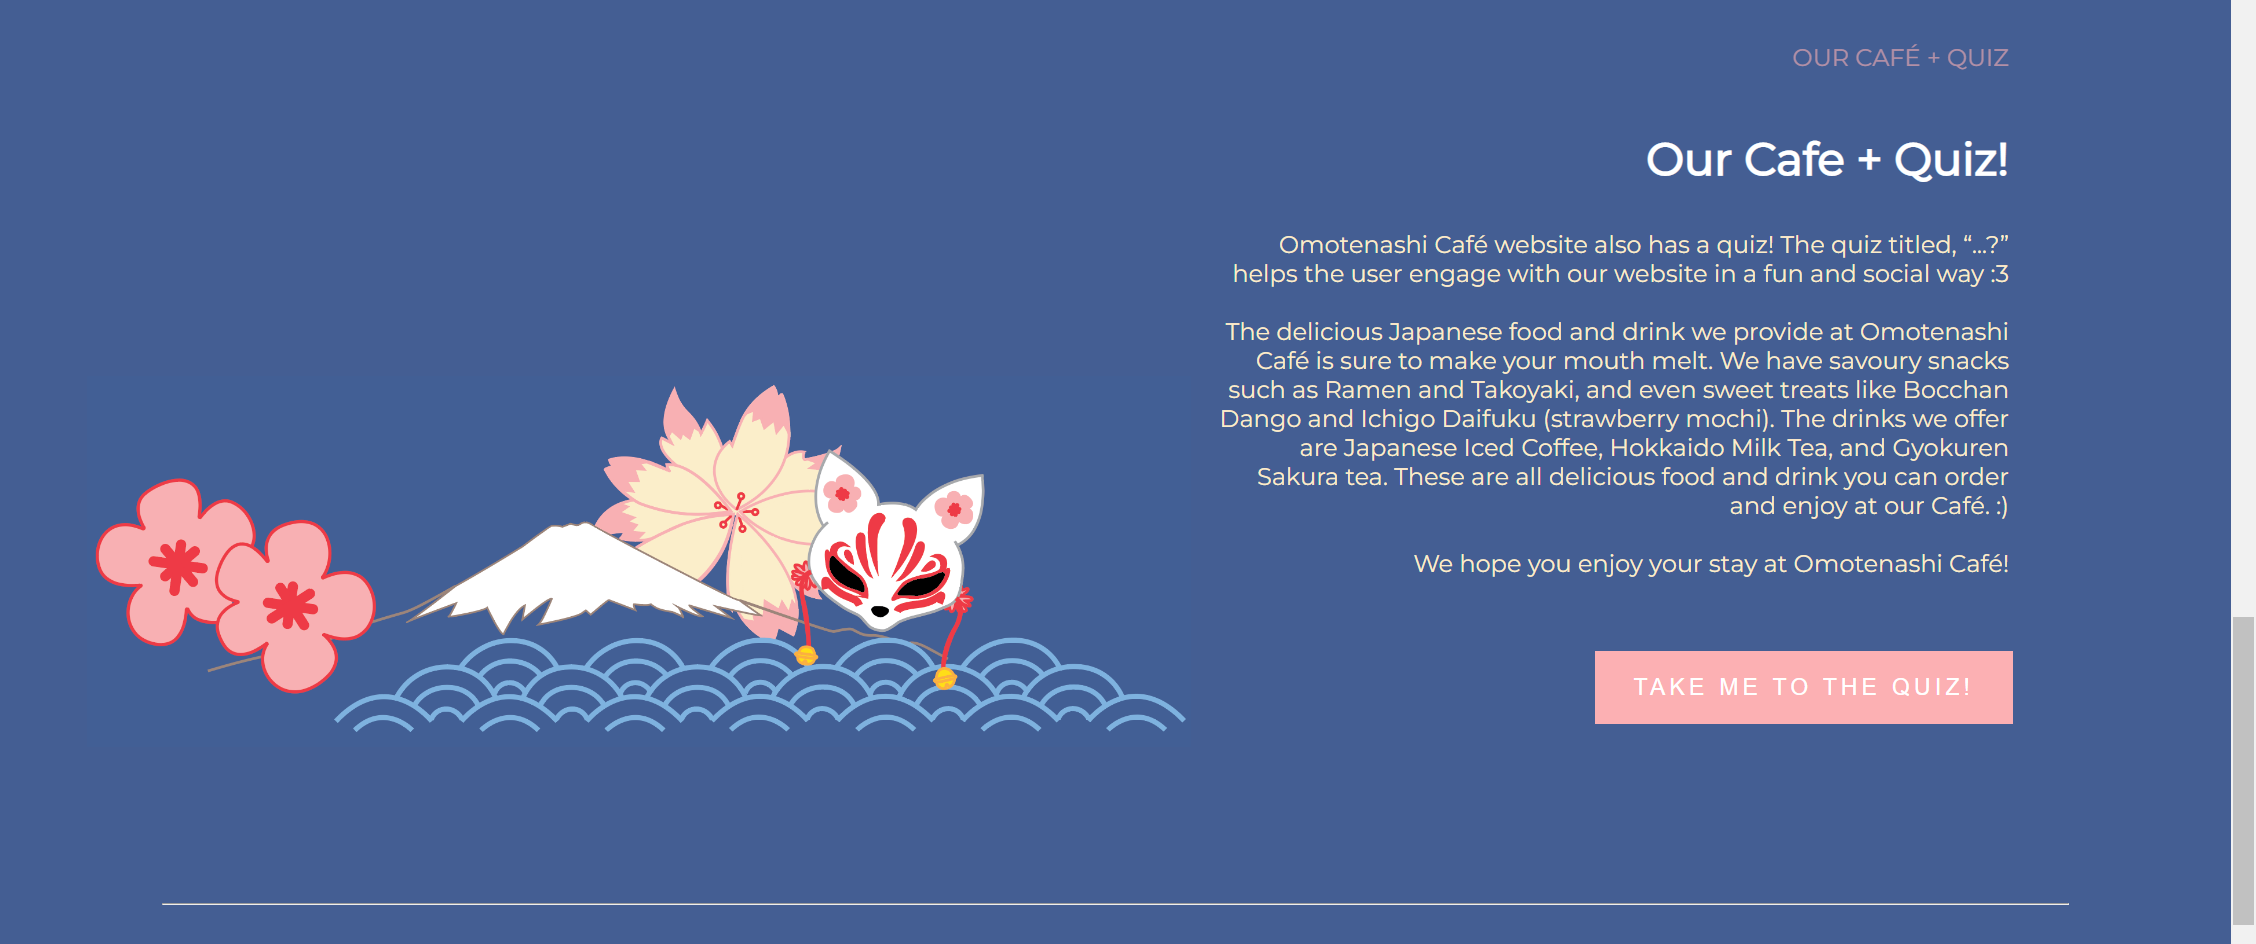 OUR CAFÉ + QUIZ
Our Cafe + Quiz!
Omotenashi Café website also has a quiz! The quiz titled, “...?”
helps the user engage with our website in a fun and social way :3
The delicious Japanese food and drink we provide at Omotenashi
Café is sure to make your mouth melt. We have savoury snacks
such as Ramen and Takoyaki, and even sweet treats like Bocchan
Dango and Ichigo Daifuku (strawberry mochi). The drinks we offer
are Japanese Iced Coffee, Hokkaido Milk Tea, and Gyokuren
Sakura tea. These are all delicious food and drink you can order
and enjoy at our Café. :)
We hope you enjoy your stay at Omotenashi Café!
TAKE ME TO THE QUIZ!